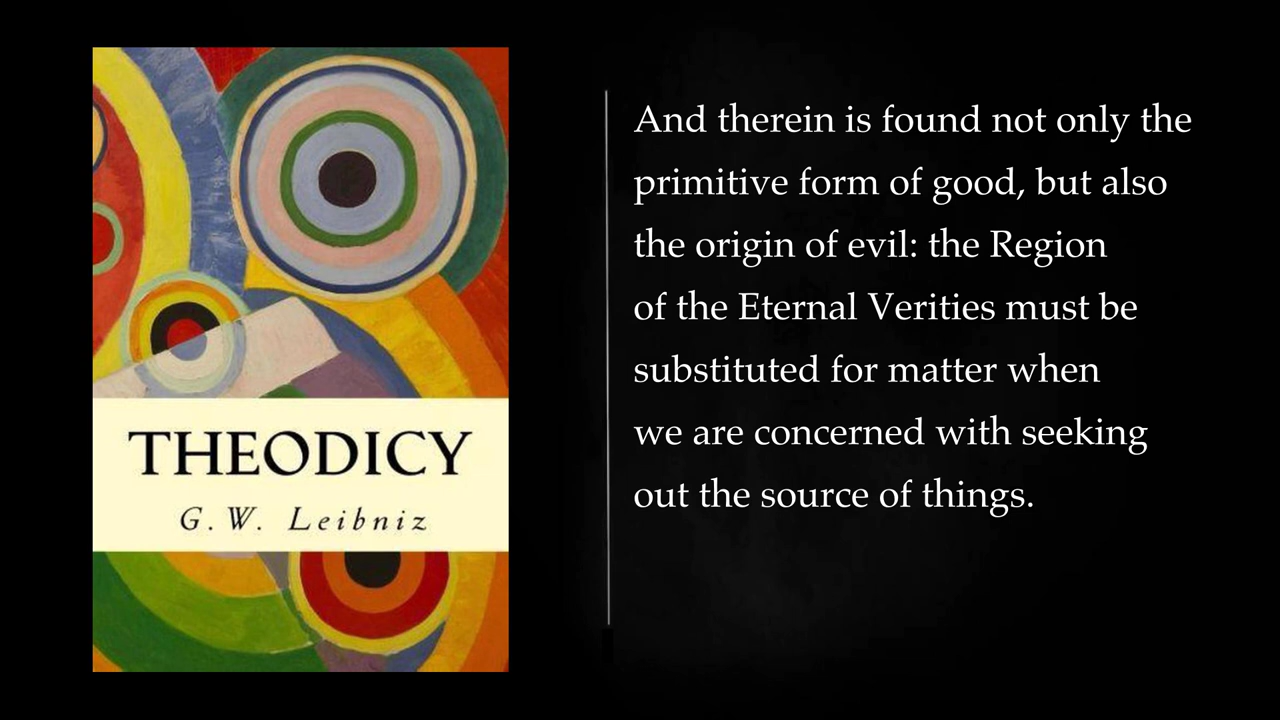 THEODICY
G. W. Leibniz
And therein is found not only the
primitive form of good, but also
the origin of evil: the Region
of the Eternal Verities must be
substituted for matter when
we are concerned with seeking
out the source of things.